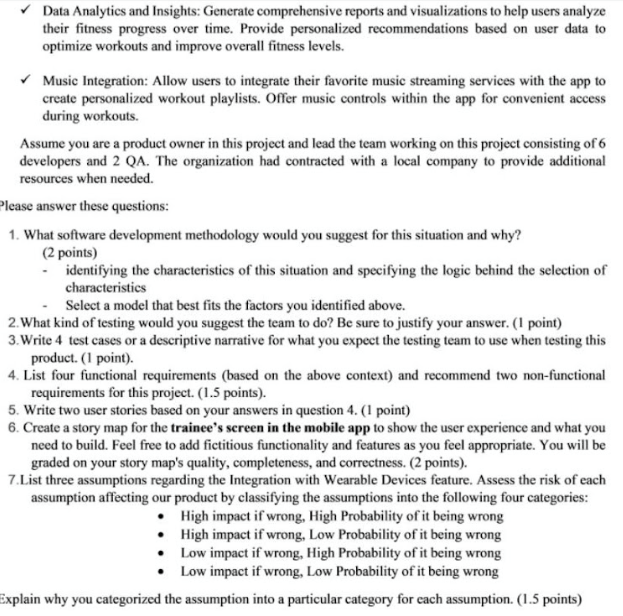 ✓ Data Analytics and Insights: Generate comprehensive reports and visualizations to help users analyze
their fitness progress over time. Provide personalized recommendations based on user data to
optimize workouts and improve overall fitness levels.
✓ Music Integration: Allow users to integrate their favorite music streaming services with the app to
create personalized workout playlists. Offer music controls within the app for convenient access
during workouts.
Assume you are a product owner in this project and lead the team working on this project consisting of 6
developers and 2 QA. The organization had contracted with a local company to provide additional
resources when needed.
Please answer these questions:
1. What software development methodology would you suggest for this situation and why?
(2 points)
- identifying the characteristics of this situation and specifying the logic behind the selection of
characteristics
- Select a model that best fits the factors you identified above.
2.What kind of testing would you suggest the team to do? Be sure to justify your answer. (1 point)
3.Write 4 test cases or a descriptive narrative for what you expect the testing team to use when testing this
product. (1 point).
4. List four functional requirements (based on the above context) and recommend two non-functional
requirements for this project. (1.5 points).
5. Write two user stories based on your answers in question 4. (1 point)
6. Create a story map for the trainee's screen in the mobile app to show the user experience and what you
need to build. Feel free to add fictitious functionality and features as you feel appropriate. You will be
graded on your story map's quality, completeness, and correctness. (2 points).
7.List three assumptions regarding the Integration with Wearable Devices feature. Assess the risk of each
assumption affecting our product by classifying the assumptions into the following four categories:
• High impact if wrong, High Probability of it being wrong
• High impact if wrong, Low Probability of it being wrong
• Low impact if wrong, High Probability of it being wrong
• Low impact if wrong, Low Probability of it being wrong
Explain why you categorized the assumption into a particular category for each assumption. (1.5 points)